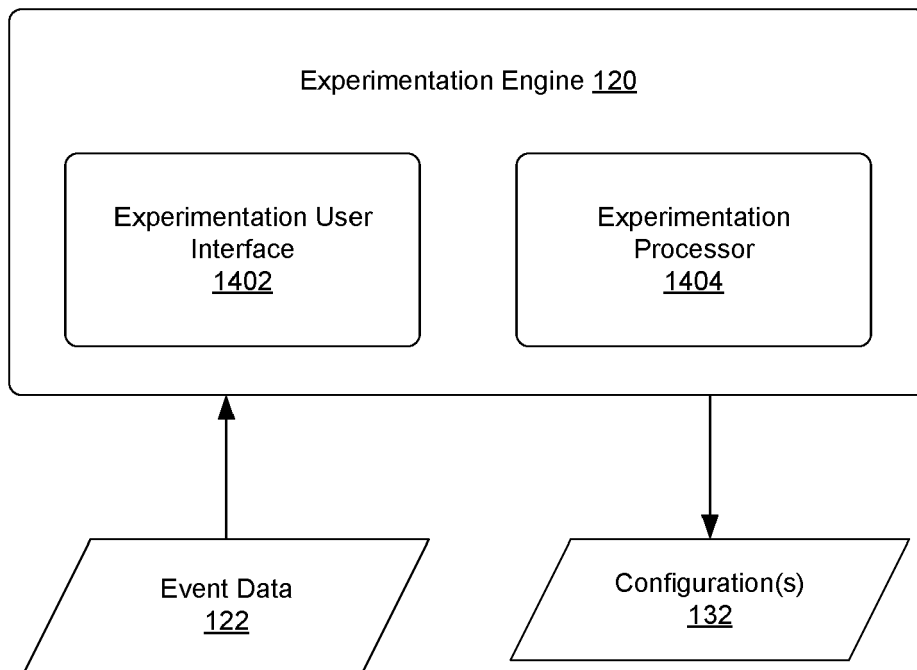 Experimentation Engine 120
Experimentation User
Interface
1402
Experimentation
Processor
1404
Event Data
122
Configuration(s)
132